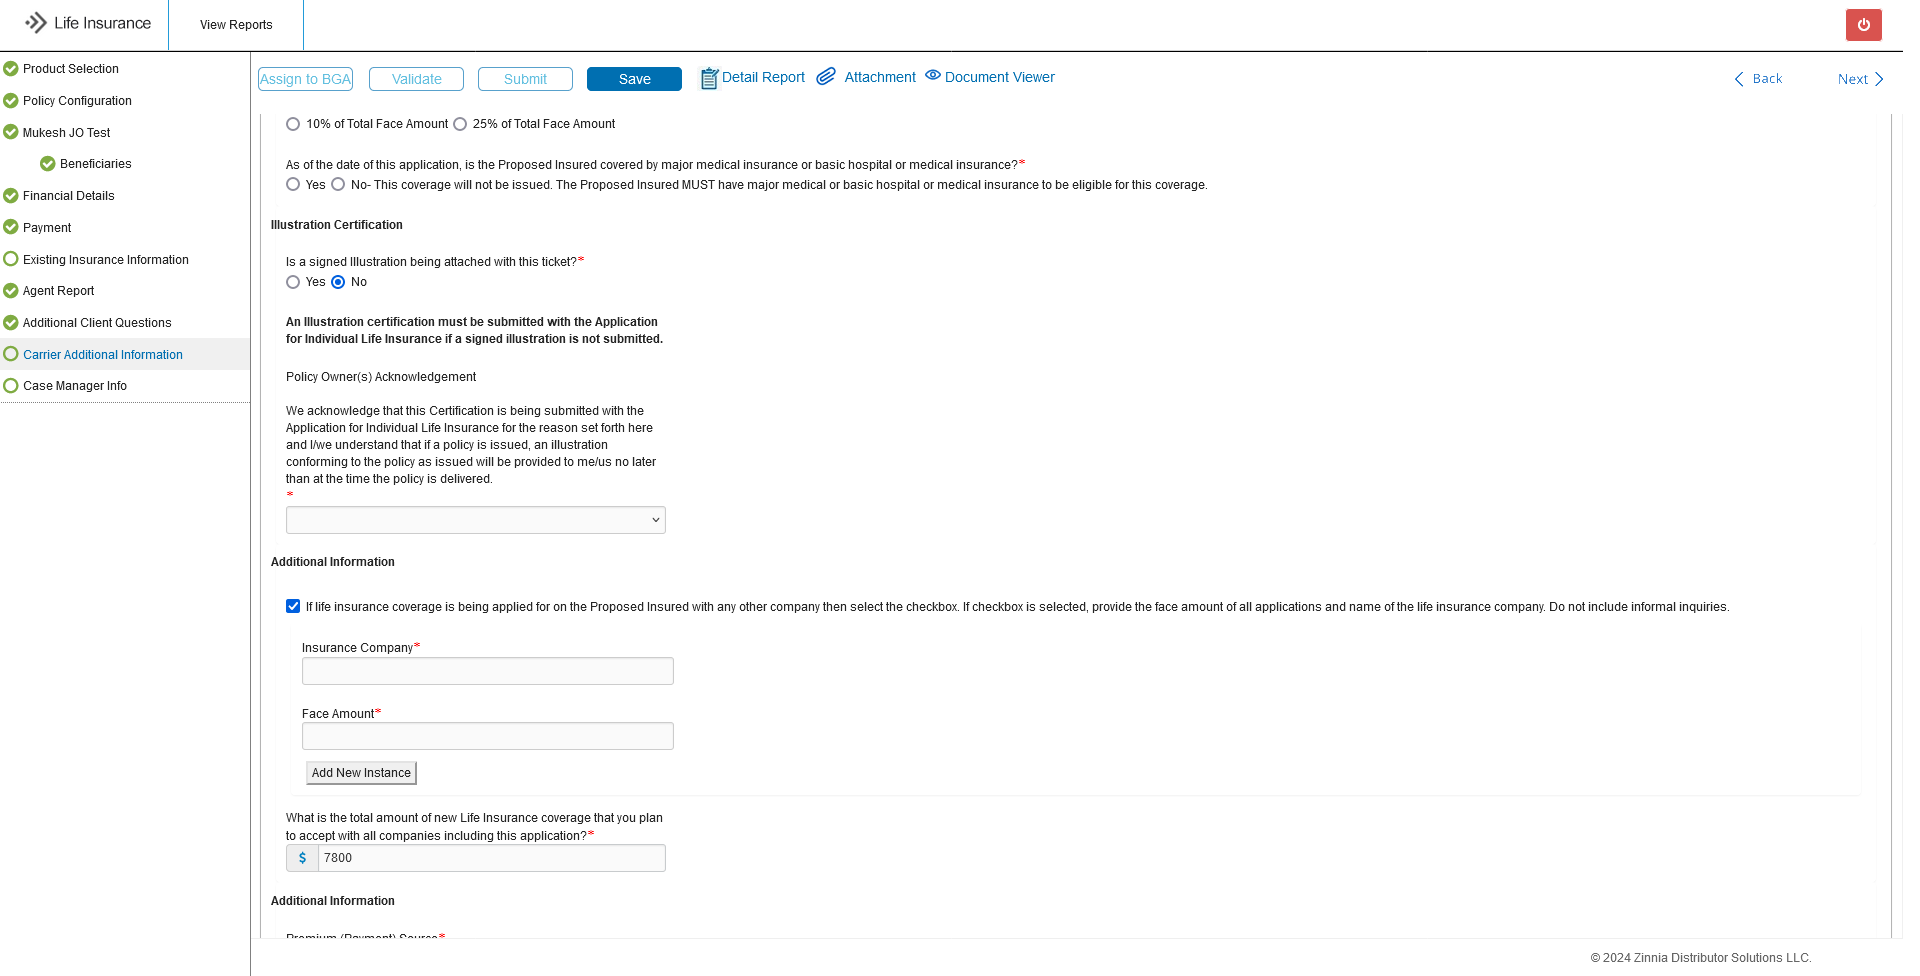 Life Insurance
View Reports
Product Selection
Policy Configuration
Mukesh JO Test
Beneficiaries
Financial Details
Payment
Existing Insurance Information
Agent Report
Additional Client Questions
Carrier Additional Information
Case Manager Info
Assign to BGA Validate Submit Save Detail Report Attachment Document Viewer Back Next
10% of Total Face Amount 25% of Total Face Amount
As of the date of this application, is the Proposed Insured covered by major medical insurance or basic hospital or medical insurance?*
Yes No- This coverage will not be issued. The Proposed Insured MUST have major medical or basic hospital or medical insurance to be eligible for this coverage.
Illustration Certification
Is a signed Illustration being attached with this ticket?*
Yes No
An Illustration certification must be submitted with the Application
for Individual Life Insurance if a signed illustration is not submitted.
Policy Owner(s) Acknowledgement
We acknowledge that this Certification is being submitted with the
Application for Individual Life Insurance for the reason set forth here
and I/we understand that if a policy is issued, an illustration
conforming to the policy as issued will be provided to me/us no later
than at the time the policy is delivered.
*
Additional Information
If life insurance coverage is being applied for on the Proposed Insured with any other company then select the checkbox. If checkbox is selected, provide the face amount of all applications and name of the life insurance company. Do not include informal inquiries.
Insurance Company*
Face Amount*
Add New Instance
What is the total amount of new Life Insurance coverage that you plan
to accept with all companies including this application?*
$ 7800
Additional Information
Premium (Payment) Source*
© 2024 Zinnia Distributor Solutions LLC.